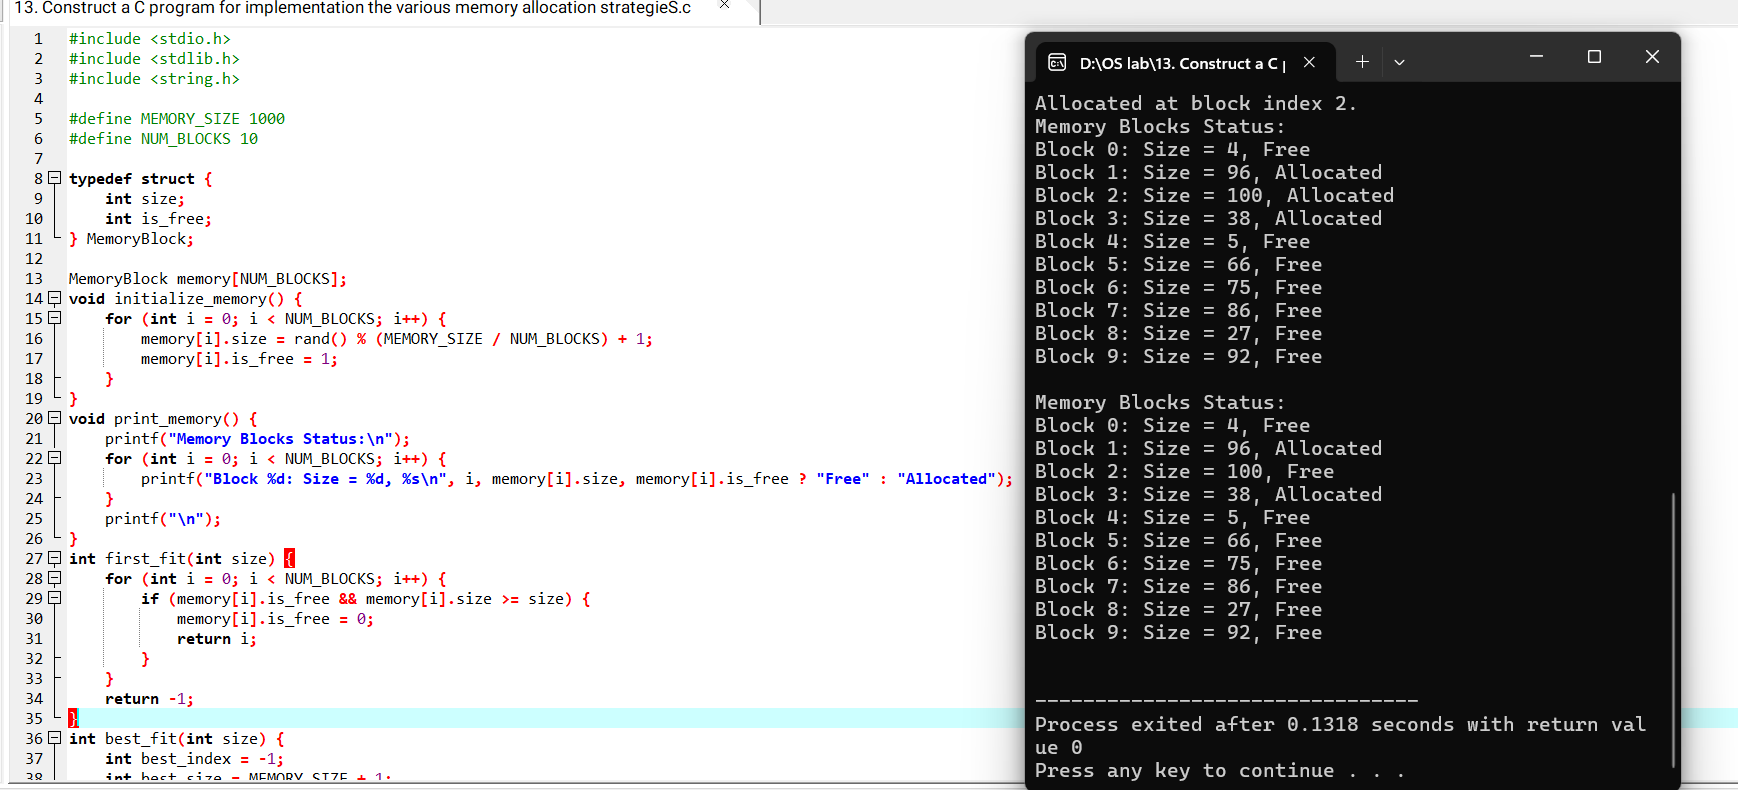 13. Construct a C program for implementation the various memory allocation strategieS.c
1 #include <stdio.h>
2 #include <stdlib.h>
3 #include <string.h>
4
5 #define MEMORY_SIZE 1000
6 #define NUM_BLOCKS 10
7
8 typedef struct {
9 int size;
10 int is_free;
11 } MemoryBlock;
12
13 MemoryBlock memory[NUM_BLOCKS];
14 void initialize_memory() {
15 for (int i = 0; i < NUM_BLOCKS; i++) {
16 memory[i].size = rand() % (MEMORY_SIZE / NUM_BLOCKS) + 1;
17 memory[i].is_free = 1;
18 }
19 }
20 void print_memory() {
21 printf("Memory Blocks Status:\n");
22 for (int i = 0; i < NUM_BLOCKS; i++) {
23 printf("Block %d: Size = %d, %s\n", i, memory[i].size, memory[i].is_free ? "Free" : "Allocated");
24 }
25 printf("\n");
26 }
27 int first_fit(int size) {
28 for (int i = 0; i < NUM_BLOCKS; i++) {
29 if (memory[i].is_free && memory[i].size >= size) {
30 memory[i].is_free = 0;
31 return i;
32 }
33 }
34 return -1;
35 }
36 int best_fit(int size) {
37 int best_index = -1;
38 int best_size = MEMORY_SIZE + 1;
D:\OS lab\13. Construct a C p
Allocated at block index 2.
Memory Blocks Status:
Block 0: Size = 4, Free
Block 1: Size = 96, Allocated
Block 2: Size = 100, Allocated
Block 3: Size = 38, Allocated
Block 4: Size = 5, Free
Block 5: Size = 66, Free
Block 6: Size = 75, Free
Block 7: Size = 86, Free
Block 8: Size = 27, Free
Block 9: Size = 92, Free
Memory Blocks Status:
Block 0: Size = 4, Free
Block 1: Size = 96, Allocated
Block 2: Size = 100, Free
Block 3: Size = 38, Allocated
Block 4: Size = 5, Free
Block 5: Size = 66, Free
Block 6: Size = 75, Free
Block 7: Size = 86, Free
Block 8: Size = 27, Free
Block 9: Size = 92, Free
--------------------------------
Process exited after 0.1318 seconds with return val
ue 0
Press any key to continue . . .